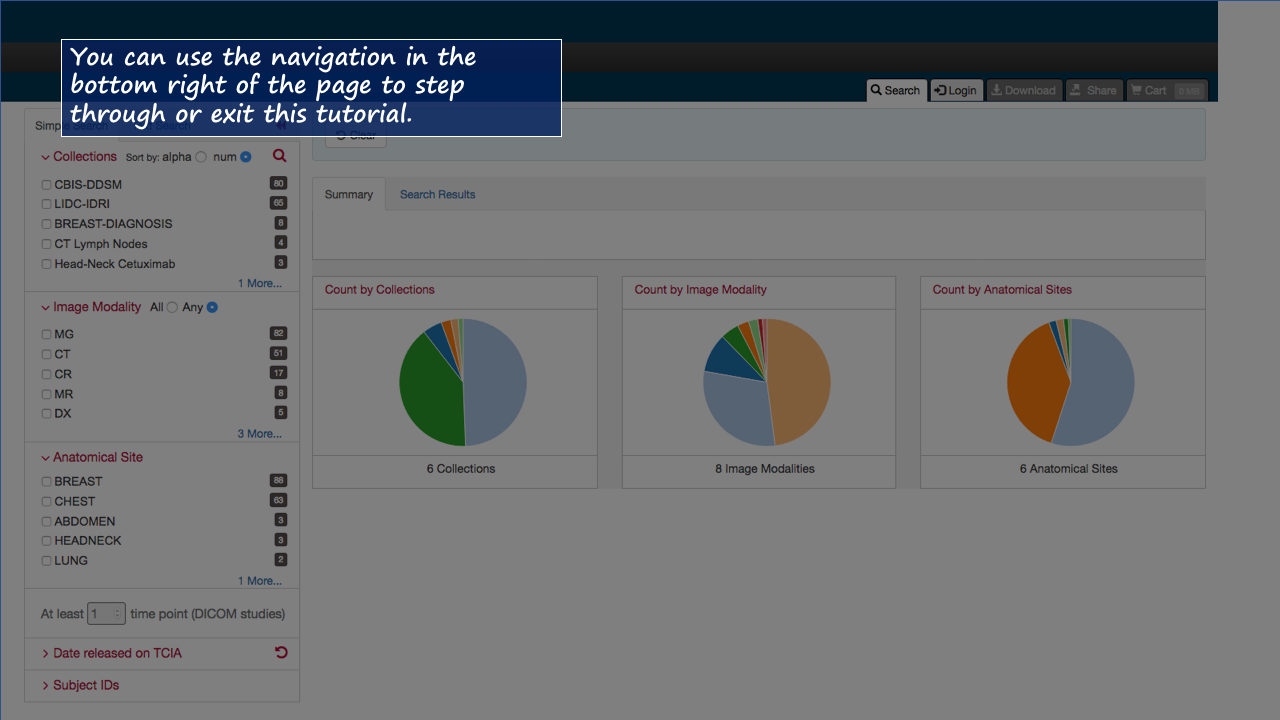 You can use the navigation in the
bottom right of the page to step
through or exit this tutorial.
Search
Login
Download
Share
Cart 0 MB
Clear
Collections Sort by: alpha num
CBIS-DDSM 80
LIDC-IDRI 65
BREAST-DIAGNOSIS 8
CT Lymph Nodes 4
Head-Neck Cetuximab 3
1 More...
Image Modality All Any
MG 82
CT 51
CR 17
MR 8
DX 5
3 More...
Anatomical Site
BREAST 88
CHEST 63
ABDOMEN 3
HEADNECK 3
LUNG 2
1 More...
At least 1 time point (DICOM studies)
Date released on TCIA
Subject IDs
Summary
Search Results
Count by Collections
6 Collections
Count by Image Modality
8 Image Modalities
Count by Anatomical Sites
6 Anatomical Sites